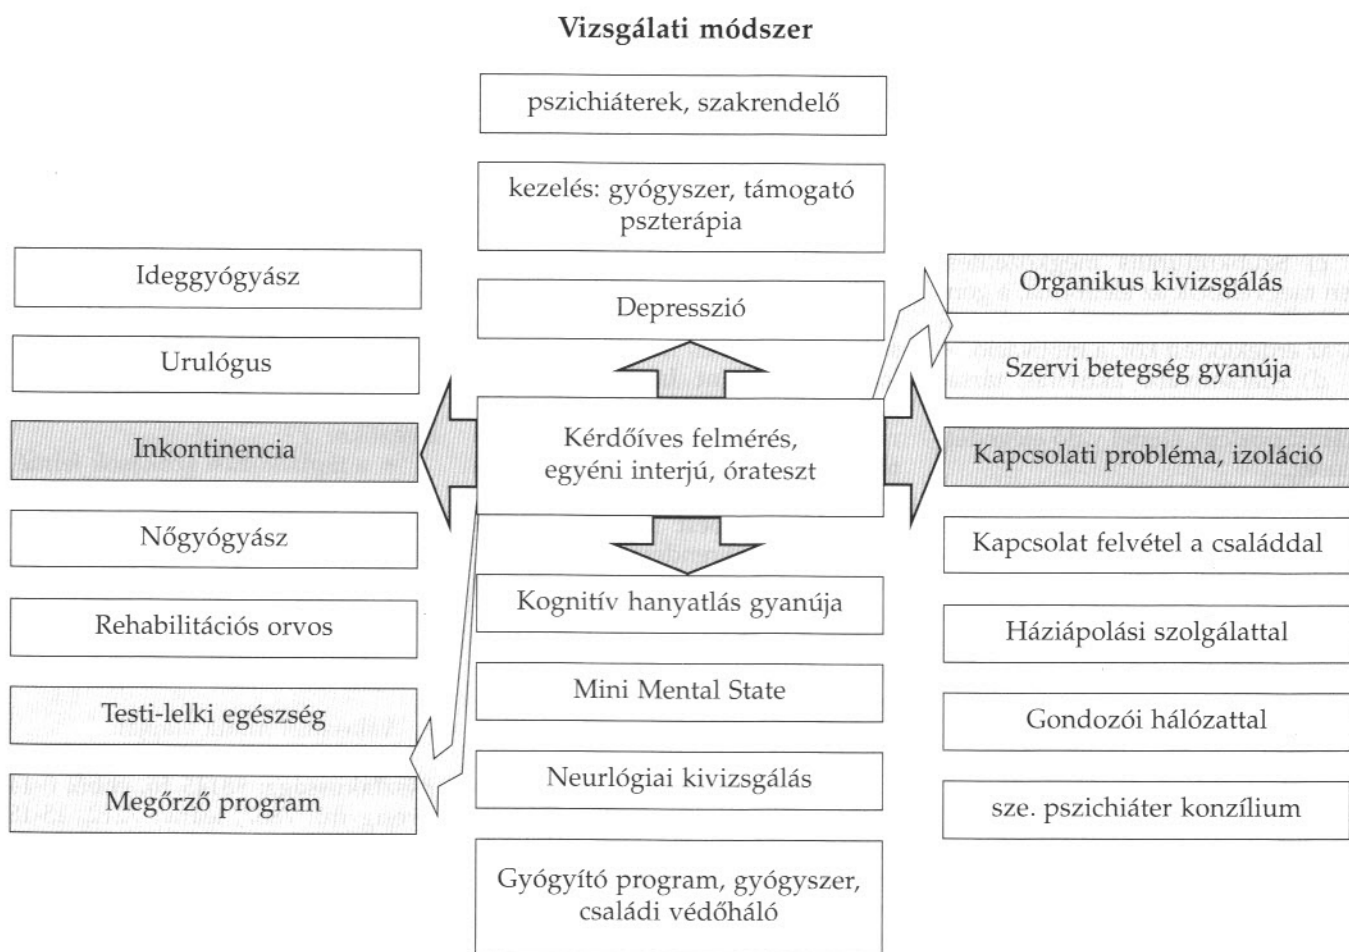 Vizsgálati módszer
pszichiáterek, szakrendelő
kezelés: gyógyszer, támogató
pszterápia
Depresszió
Ideggyógyász
Urulógus
Inkontinencia
Nőgyógyász
Rehabilitációs orvos
Testi-lelki egészség
Megőrző program
Kérdőíves felmérés,
egyéni interjú, órateszt
Kognitív hanyatlás gyanúja
Mini Mental State
Neurlógiai kivizsgálás
Gyógyító program, gyógyszer,
családi védőháló
Organikus kivizsgálás
Szervi betegség gyanúja
Kapcsolati probléma, izoláció
Kapcsolat felvétel a családdal
Háziápolási szolgálattal
Gondozói hálózattal
sze. pszichiáter konzílium